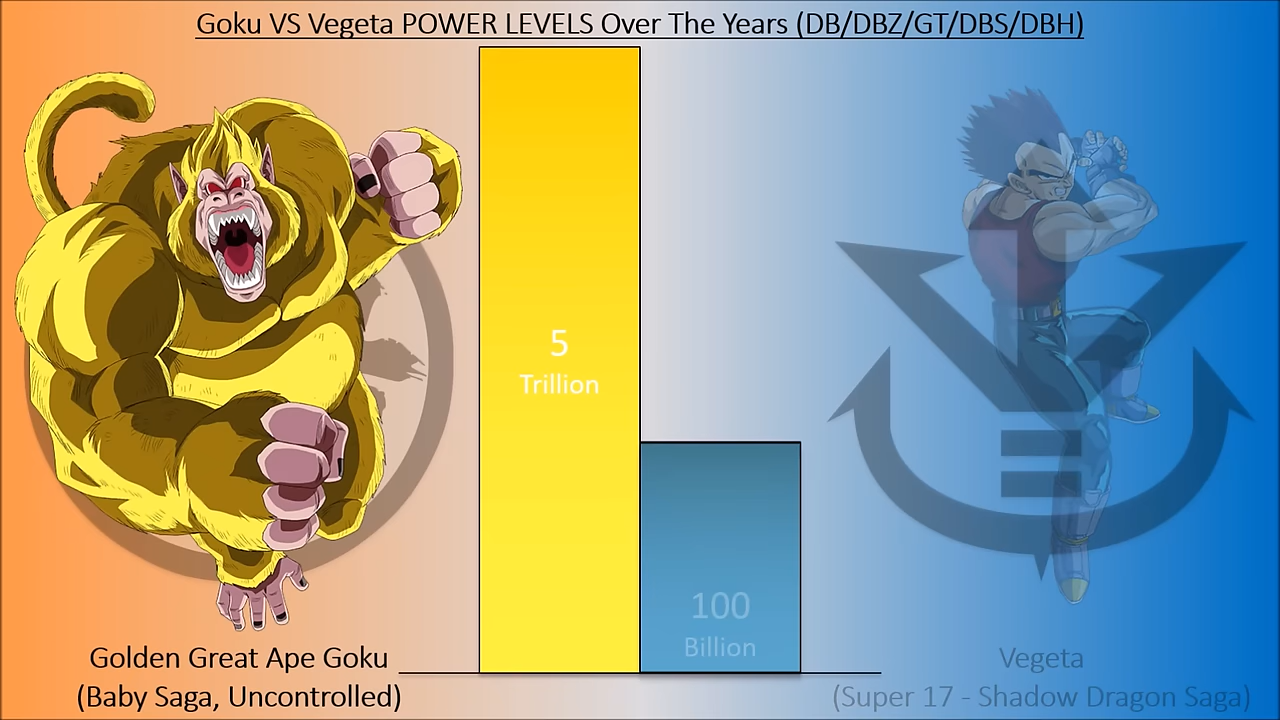 Goku VS Vegeta POWER LEVELS Over The Years (DB/DBZ/GT/DBS/DBH)
5
Trillion
100
Billion
Golden Great Ape Goku
(Baby Saga, Uncontrolled)
Vegeta
(Super 17 - Shadow Dragon Saga)